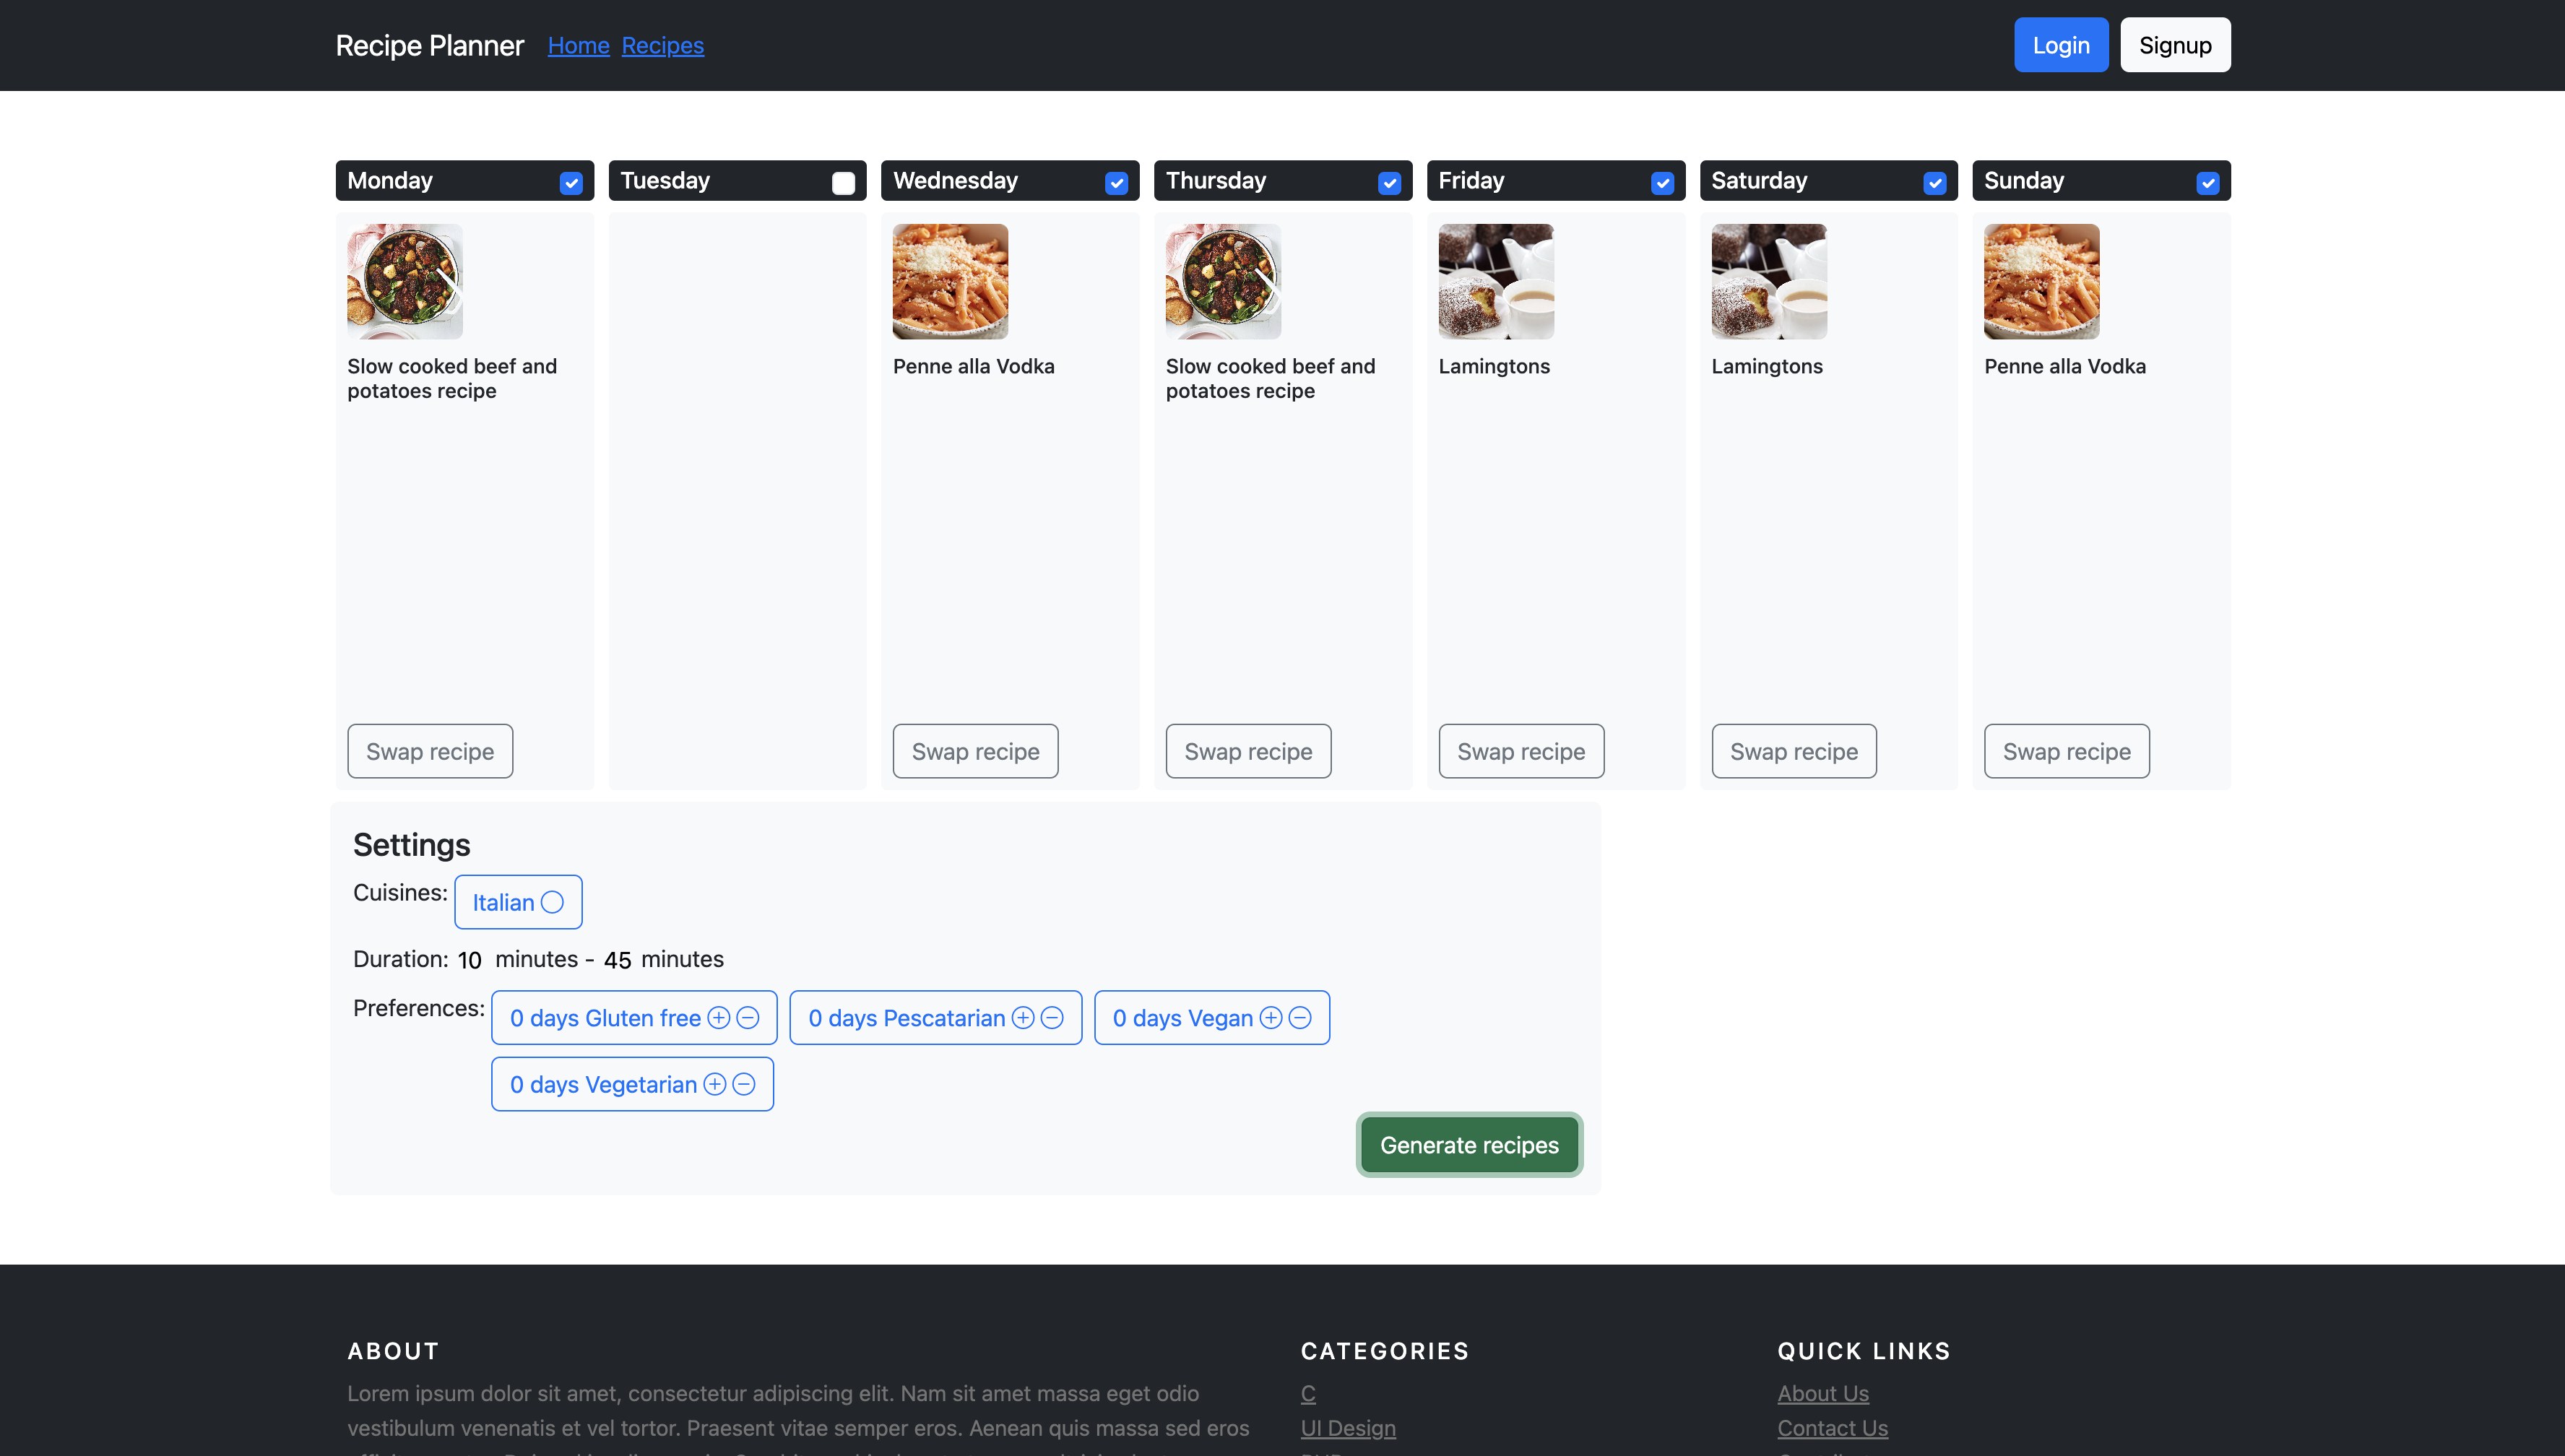 Recipe Planner Home Recipes Login Signup
Monday Tuesday Wednesday Thursday Friday Saturday Sunday
Slow cooked beef and
potatoes recipe
Penne alla Vodka
Slow cooked beef and
potatoes recipe
Lamingtons
Lamingtons
Penne alla Vodka
Swap recipe Swap recipe Swap recipe Swap recipe Swap recipe Swap recipe
Settings
Cuisines: Italian
Duration: 10 minutes - 45 minutes
Preferences: 0 days Gluten free 0 days Pescatarian 0 days Vegan
0 days Vegetarian
Generate recipes
ABOUT
Lorem ipsum dolor sit amet, consectetur adipiscing elit. Nam sit amet massa eget odio
vestibulum venenatis et vel tortor. Praesent vitae semper eros. Aenean quis massa sed eros
CATEGORIES
C
UI Design
QUICK LINKS
About Us
Contact Us